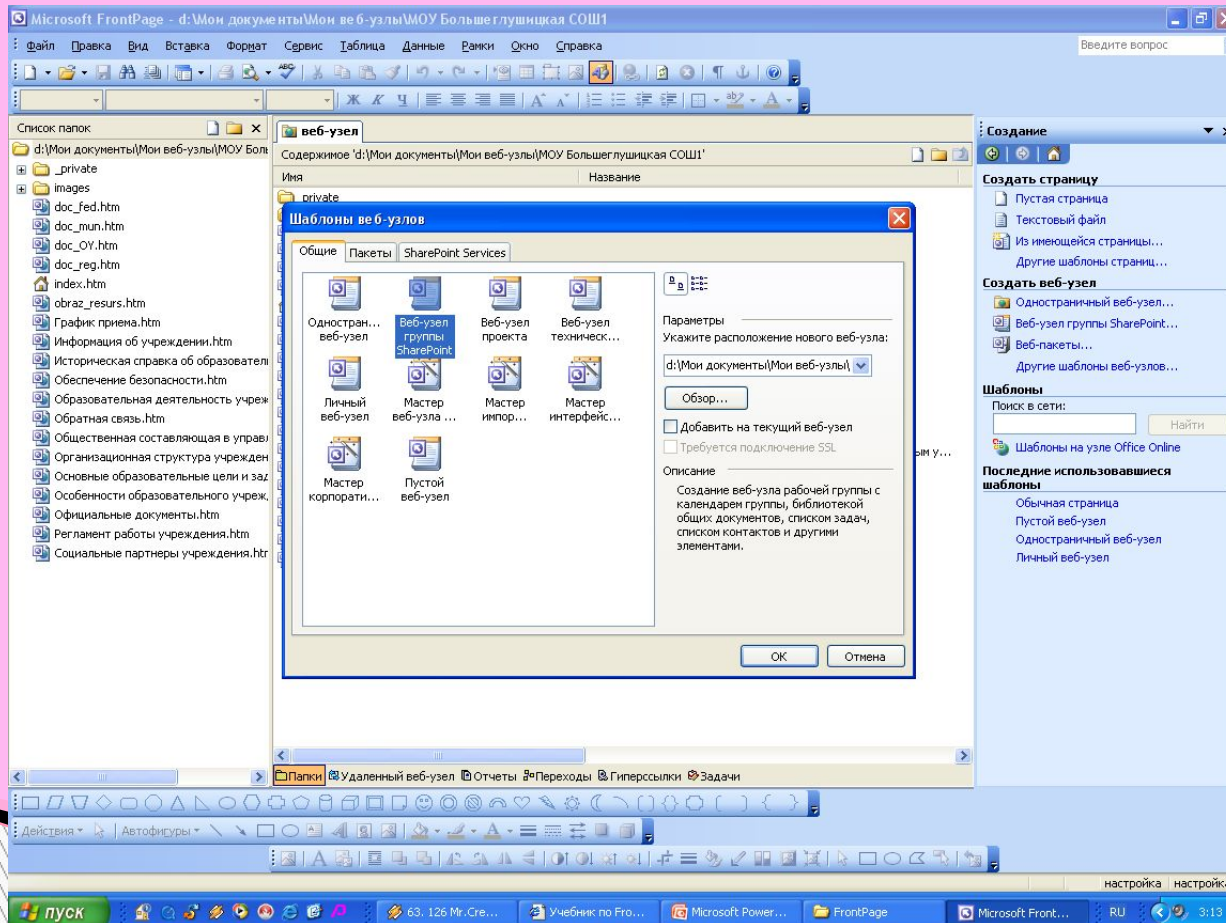 Microsoft FrontPage - d:\Мои документы\Мои веб-узлы\МОУ Большеглушицкая СОШ1
Файл Правка Вид Вставка Формат Сервис Таблица Данные Рамки Окно Справка
Введите вопрос
Ж К Ч
Список папок
d:\Мои документы\Мои веб-узлы\МОУ Боль
_private
images
doc_fed.htm
doc_mun.htm
doc_OY.htm
doc_reg.htm
index.htm
obraz_resurs.htm
График приема.htm
Информация об учреждении.htm
Историческая справка об образователь
Обеспечение безопасности.htm
Образовательная деятельность учреж
Обратная связь.htm
Общественная составляющая в управл
Организационная структура учрежден
Основные образовательные цели и зад
Особенности образовательного учреж,
Официальные документы.htm
Регламент работы учреждения.htm
Социальные партнеры учреждения.htm
веб-узел
Содержимое 'd:\Мои документы\Мои веб-узлы\МОУ Большеглушицкая СОШ1'
Имя Название
_private
Шаблоны веб-узлов
Общие Пакеты SharePoint Services
Одностран... веб-узел
Веб-узел группы SharePoint
Веб-узел проекта
Веб-узел техническ...
Личный веб-узел
Мастер веб-узла ...
Мастер импор...
Мастер интерфейс...
Мастер корпорати...
Пустой веб-узел
Параметры
Укажите расположение нового веб-узла:
d:\Мои документы\Мои веб-узлы\
Обзор...
Добавить на текущий веб-узел
Требуется подключение SSL
Описание
Создание веб-узла рабочей группы с
календарем группы, библиотекой
общих документов, списком задач,
списком контактов и другими
элементами.
OK Отмена
ым у...
Папки Удаленный веб-узел Отчеты Переходы Гиперссылки Задачи
Создание
Создать страницу
Пустая страница
Текстовый файл
Из имеющейся страницы...
Другие шаблоны страниц...
Создать веб-узел
Одностраничный веб-узел...
Веб-узел группы SharePoint...
Веб-пакеты...
Другие шаблоны веб-узлов...
Шаблоны
Поиск в сети:
Найти
Шаблоны на узле Office Online
Последние использовавшиеся
шаблоны
Обычная страница
Пустой веб-узел
Одностраничный веб-узел
Личный веб-узел
Действия Автофигуры
настройка настройка
пуск 63. 126 Mr.Cre... Учебник по Fro... Microsoft Power... FrontPage Microsoft Front... RU 3:13